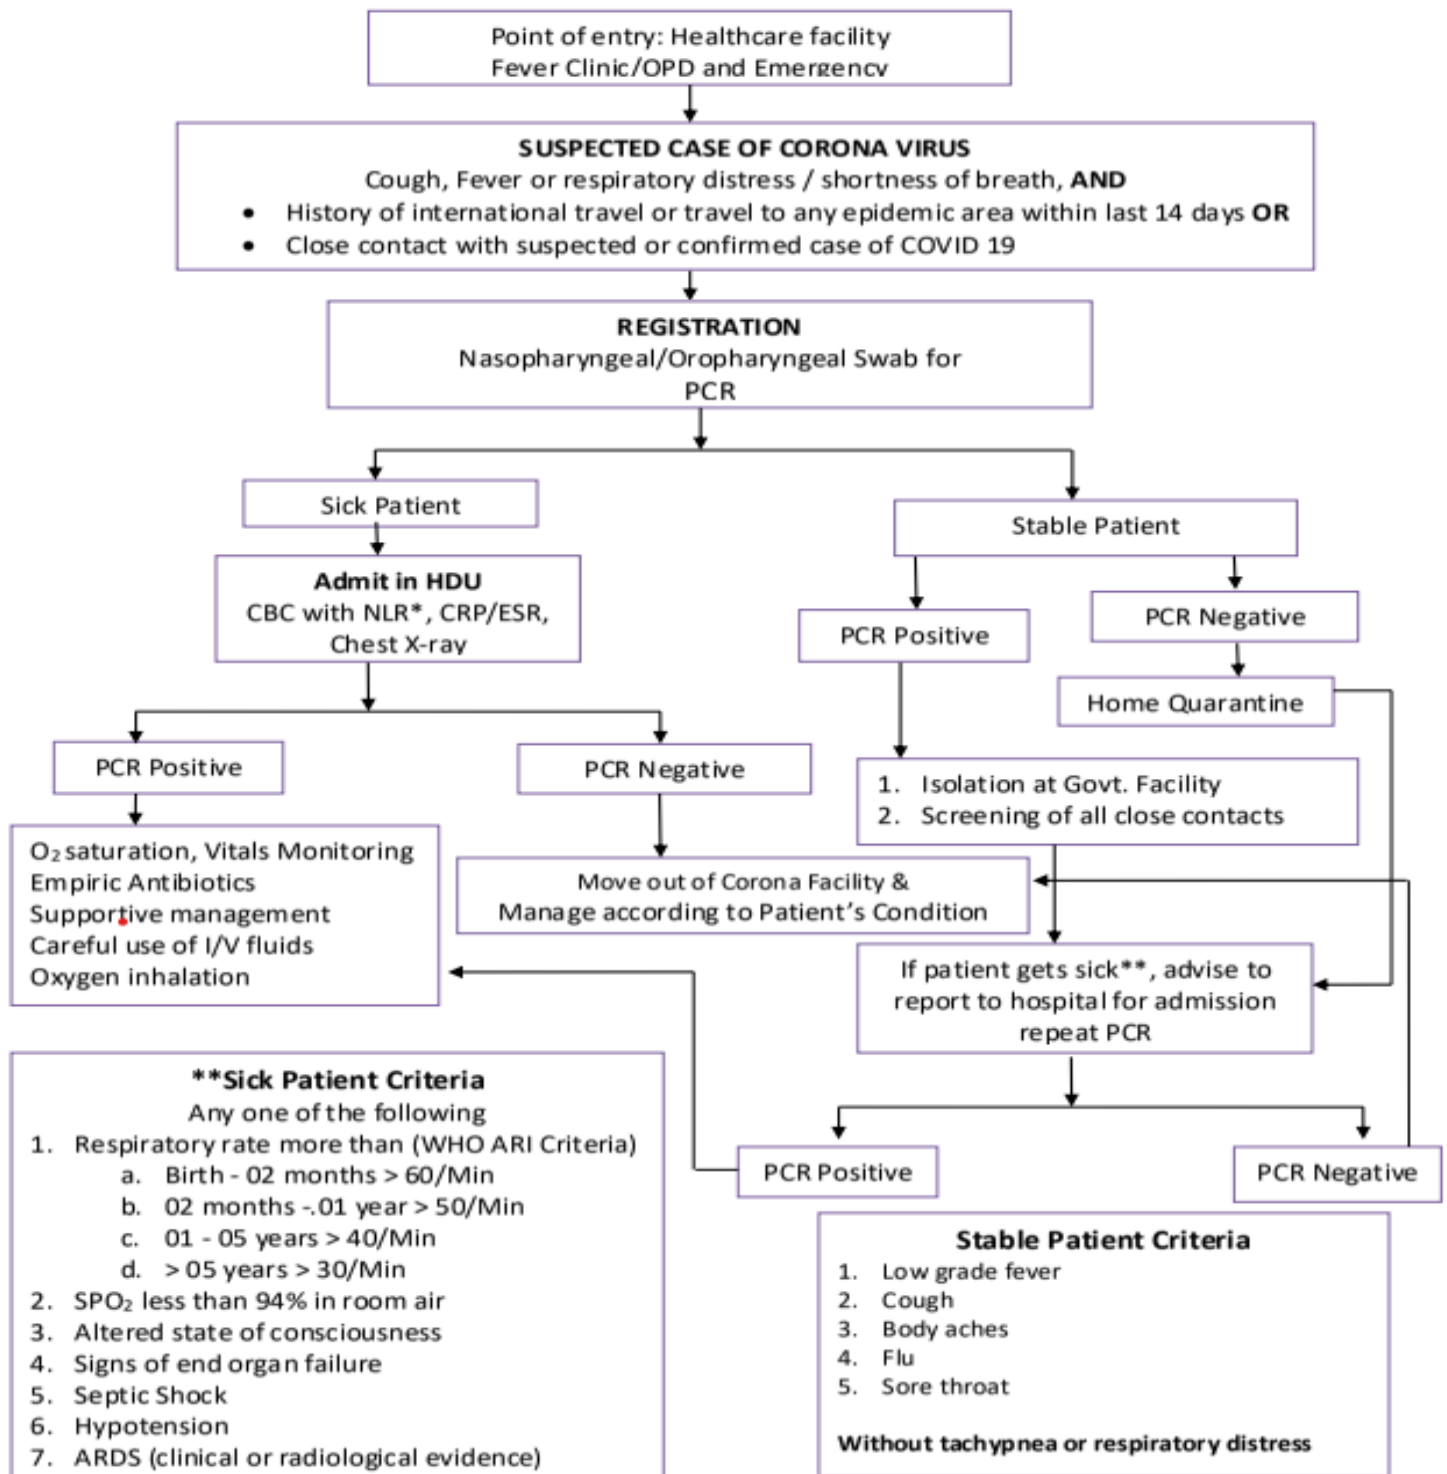 Point of entry: Healthcare facility
Fever Clinic/OPD and Emergency
SUSPECTED CASE OF CORONA VIRUS
Cough, Fever or respiratory distress / shortness of breath, AND
• History of international travel or travel to any epidemic area within last 14 days OR
• Close contact with suspected or confirmed case of COVID 19
REGISTRATION
Nasopharyngeal/Oropharyngeal Swab for
PCR
Sick Patient
Stable Patient
Admit in HDU
CBC with NLR*, CRP/ESR,
Chest X-ray
PCR Positive
PCR Negative
Home Quarantine
PCR Positive
PCR Negative
1. Isolation at Govt. Facility
2. Screening of all close contacts
O₂ saturation, Vitals Monitoring
Empiric Antibiotics
Supportive management
Careful use of I/V fluids
Oxygen inhalation
Move out of Corona Facility &
Manage according to Patient's Condition
If patient gets sick**, advise to
report to hospital for admission
repeat PCR
PCR Positive
PCR Negative
**Sick Patient Criteria
Any one of the following
1. Respiratory rate more than (WHO ARI Criteria)
a. Birth - 02 months > 60/Min
b. 02 months -.01 year > 50/Min
c. 01 - 05 years > 40/Min
d. > 05 years > 30/Min
2. SPO₂ less than 94% in room air
3. Altered state of consciousness
4. Signs of end organ failure
5. Septic Shock
6. Hypotension
7. ARDS (clinical or radiological evidence)
Stable Patient Criteria
1. Low grade fever
2. Cough
3. Body aches
4. Flu
5. Sore throat
Without tachypnea or respiratory distress